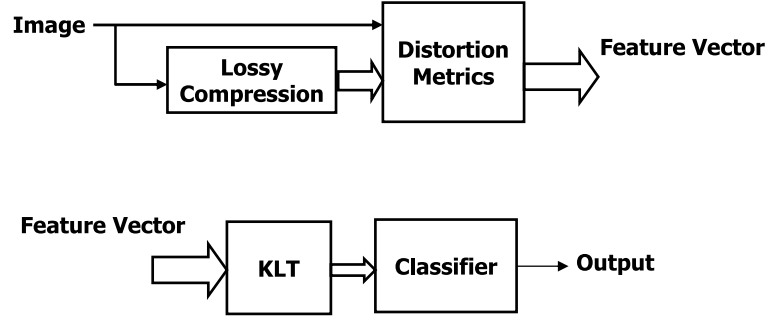 Image
Lossy
Compression
Distortion
Metrics
Feature Vector
Feature Vector
KLT
Classifier
Output